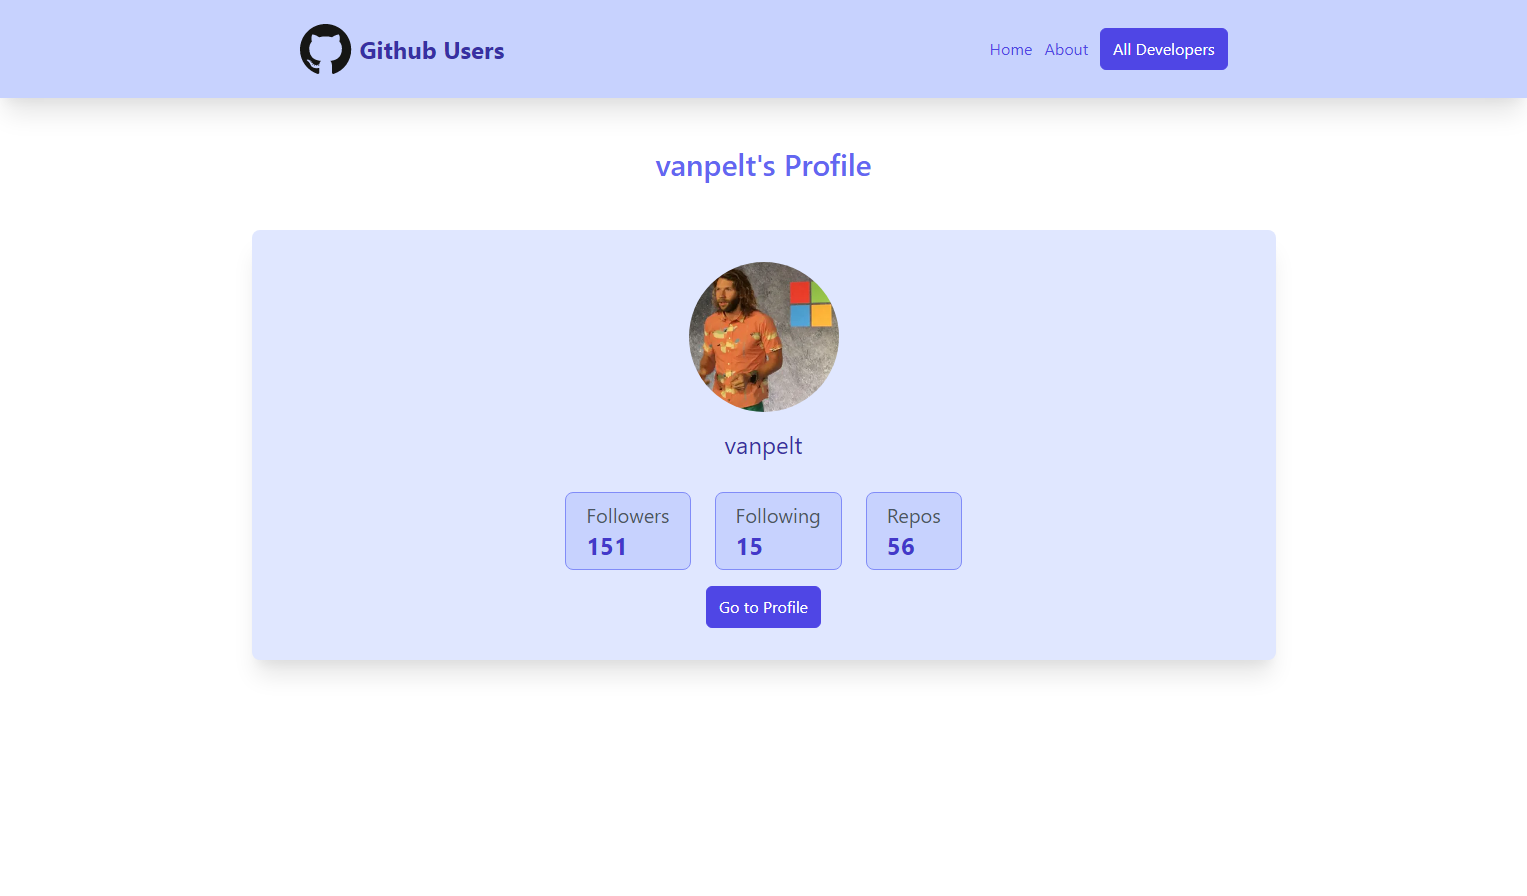 Github Users
Home About All Developers
vanpelt's Profile
vanpelt
Followers Following Repos
151 15 56
Go to Profile